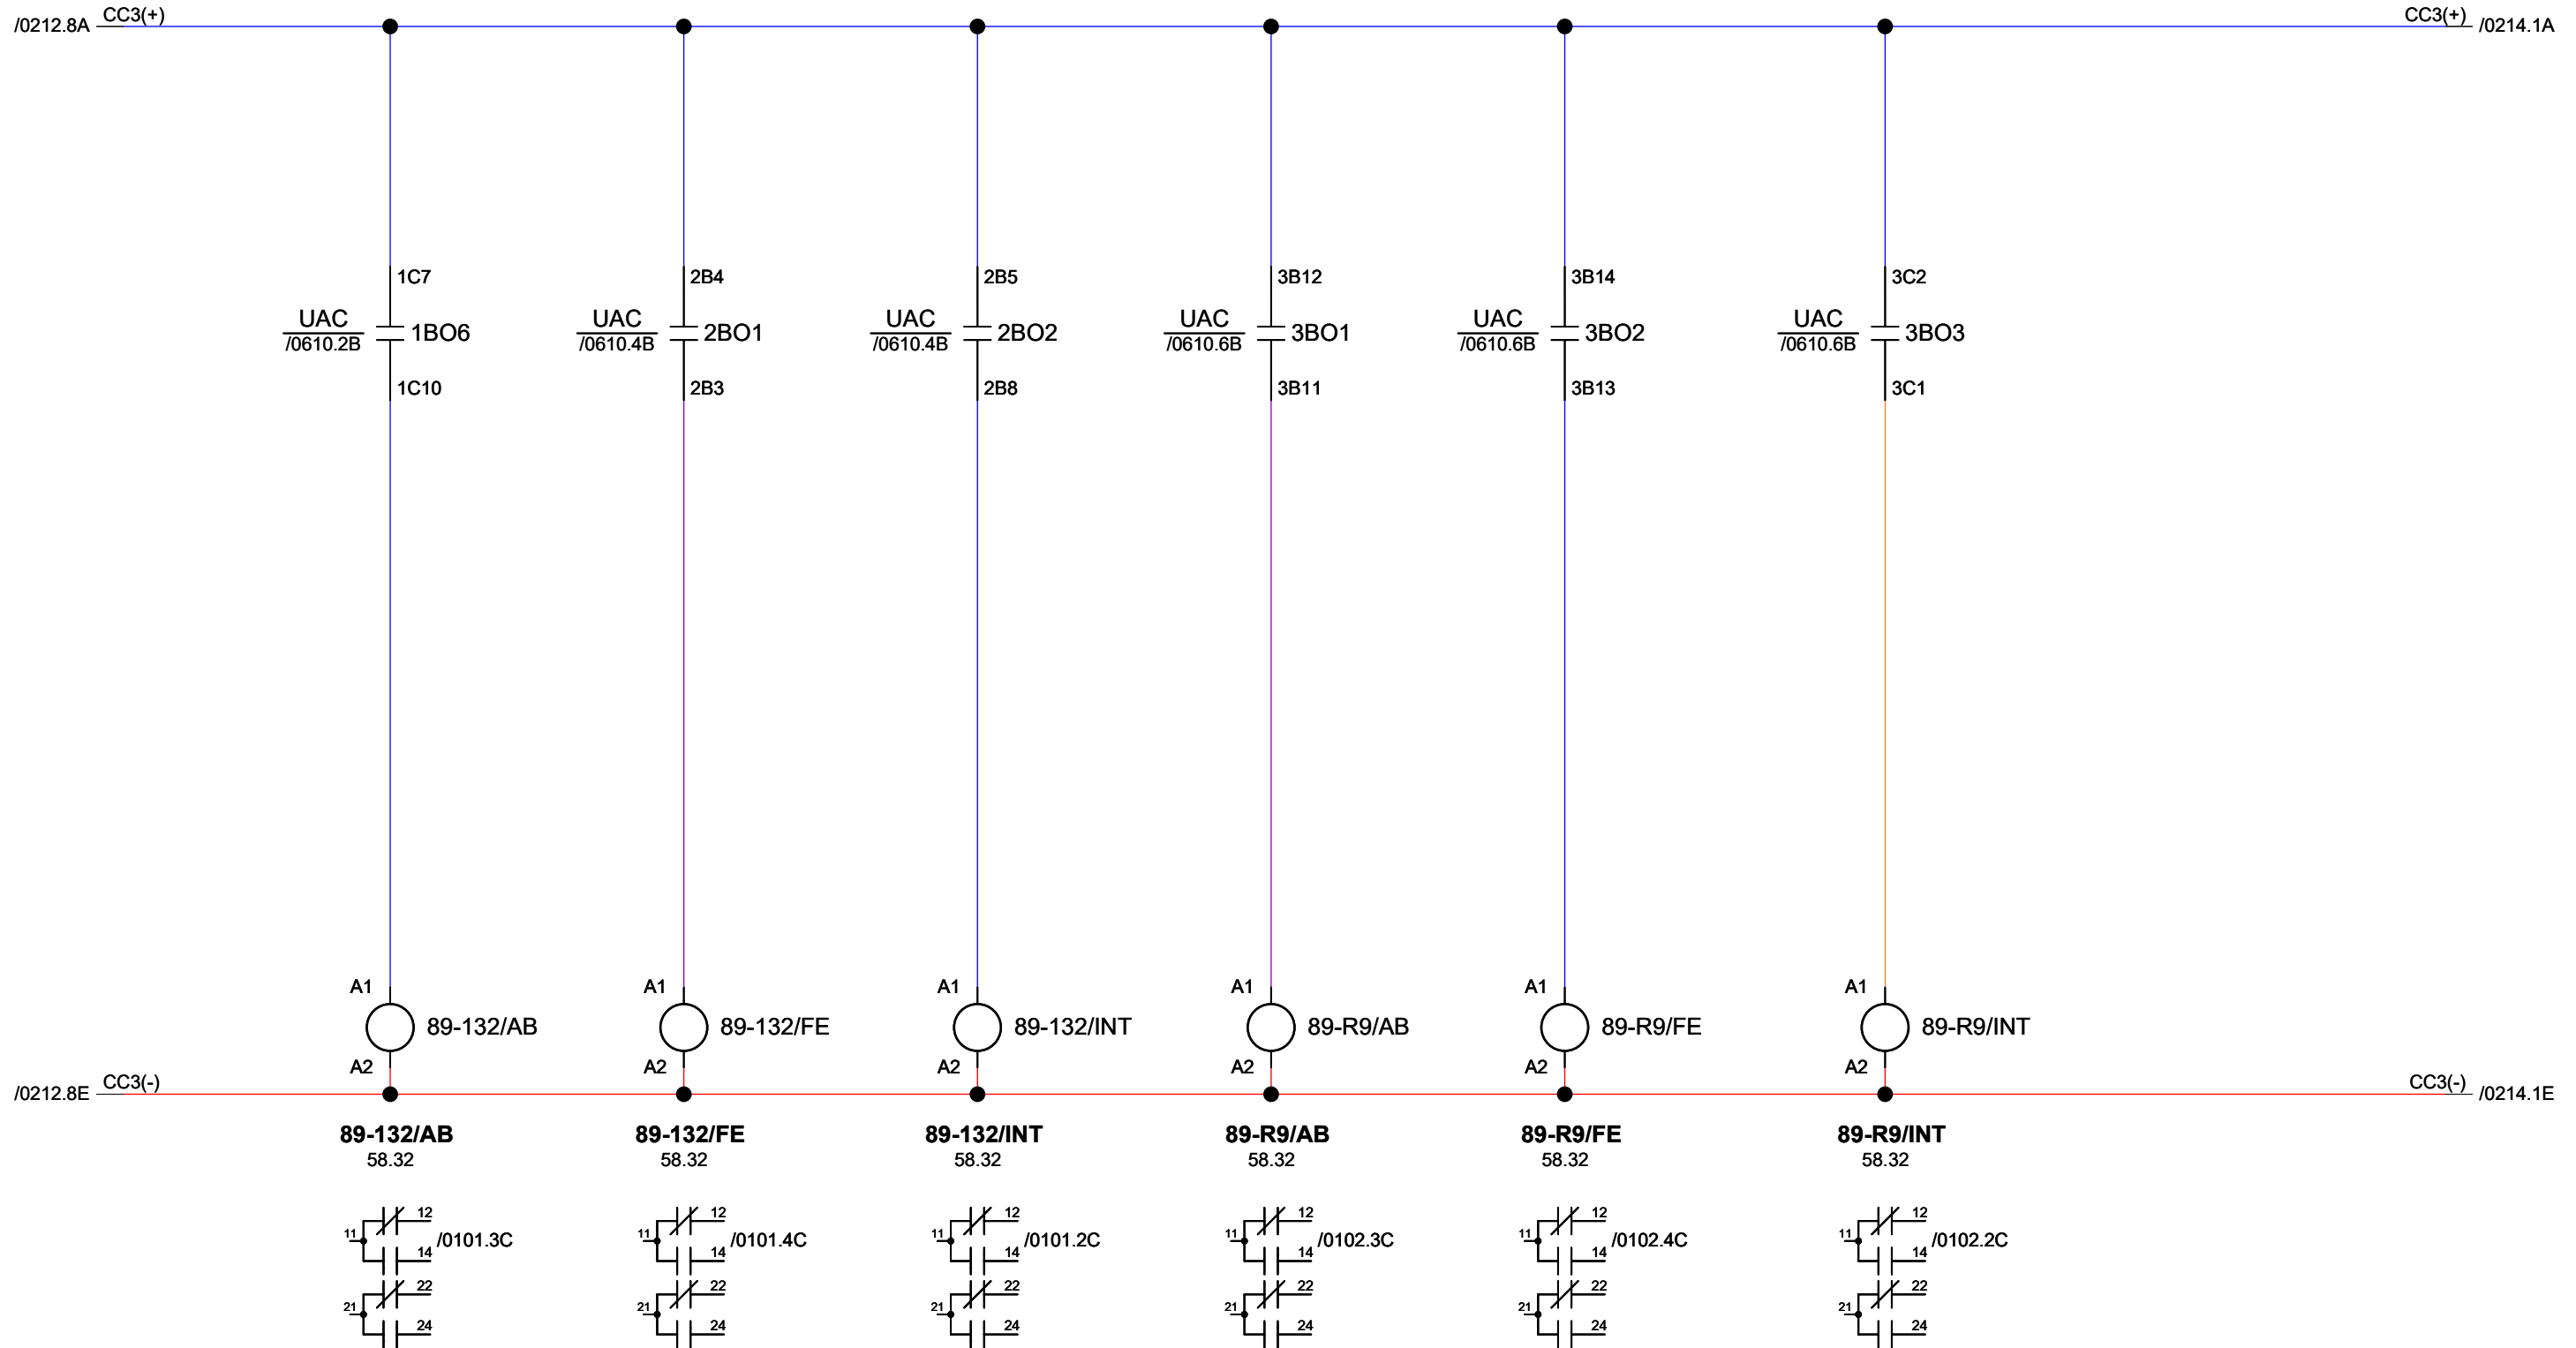 CC3(+) CC3(+)
/0212.8A /0214.1A
1C7 2B4 2B5 3B12 3B14 3C2
UAC UAC UAC UAC UAC UAC
1BO6 2BO1 2BO2 3BO1 3BO2 3BO3
/0610.2B /0610.4B /0610.4B /0610.6B /0610.6B /0610.6B
1C10 2B3 2B8 3B11 3B13 3C1
A1 A1 A1 A1 A1 A1
89-132/AB 89-132/FE 89-132/INT 89-R9/AB 89-R9/FE 89-R9/INT
A2 A2 A2 A2 A2 A2
CC3(-) CC3(-)
/0212.8E /0214.1E
89-132/AB 89-132/FE 89-132/INT 89-R9/AB 89-R9/FE 89-R9/INT
58.32 58.32 58.32 58.32 58.32 58.32
12 12 12 12 12 12
11 /0101.3C 11 /0101.4C 11 /0101.2C 11 /0102.3C 11 /0102.4C 11 /0102.2C
14 14 14 14 14 14
22 22 22 22 22 22
21 21 21 21 21 21
24 24 24 24 24 24